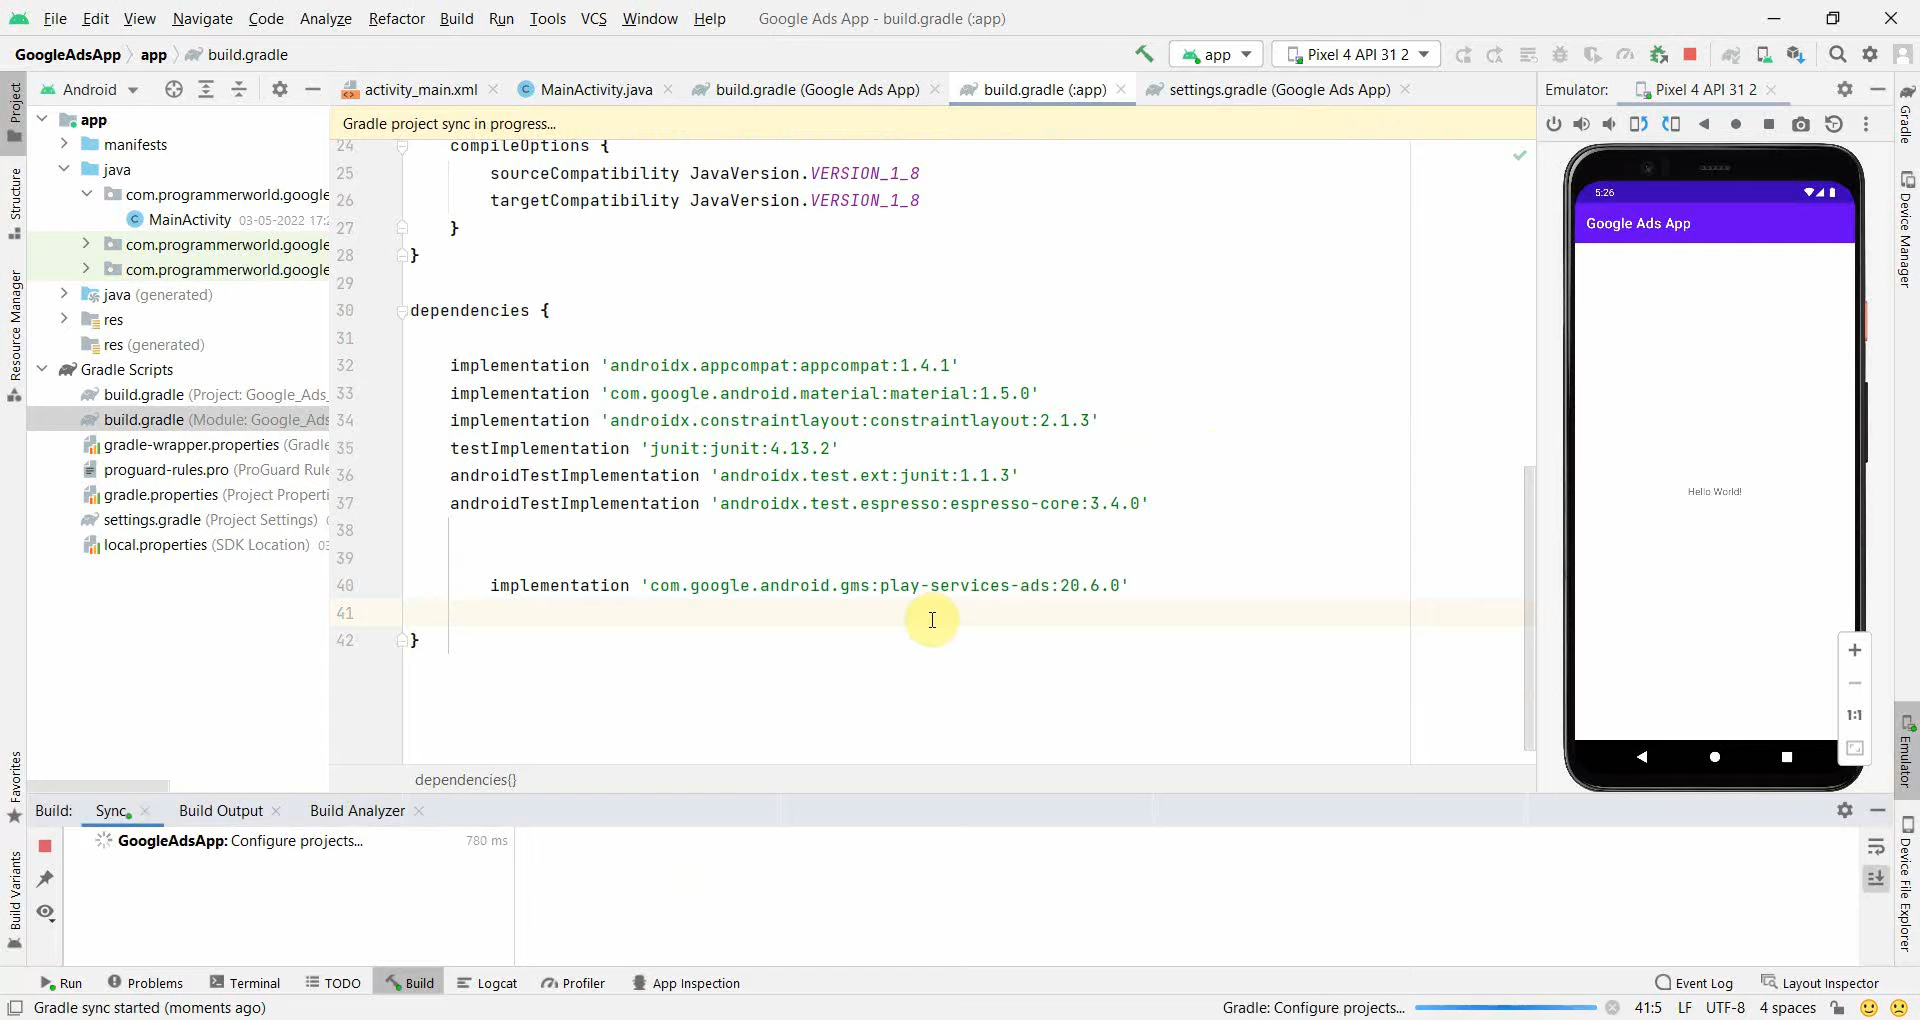 File Edit View Navigate Code Analyze Refactor Build Run Tools VCS Window Help Google Ads App - build.gradle (:app)
GoogleAdsApp app build.gradle
app Pixel 4 API 31 2
Android
activity_main.xml MainActivity.java build.gradle (Google Ads App) build.gradle (:app) settings.gradle (Google Ads App)
Emulator: Pixel 4 API 31 2
Project
Structure
Resource Manager
Favorites
Build Variants
app
manifests
java
com.programmerworld.google
MainActivity 03-05-2022 17:2
com.programmerworld.google
com.programmerworld.google
java (generated)
res
res (generated)
Gradle Scripts
build.gradle (Project: Google_Ads_
build.gradle (Module: Google_Ads
gradle-wrapper.properties (Gradle
proguard-rules.pro (ProGuard Rule
gradle.properties (Project Properti
settings.gradle (Project Settings)
local.properties (SDK Location) 03
Gradle project sync in progress...
24 compileOptions {
25 sourceCompatibility JavaVersion.VERSION_1_8
26 targetCompatibility JavaVersion.VERSION_1_8
27 }
28 }
29
30 dependencies {
31
32 implementation 'androidx.appcompat:appcompat:1.4.1'
33 implementation 'com.google.android.material:material:1.5.0'
34 implementation 'androidx.constraintlayout:constraintlayout:2.1.3'
35 testImplementation 'junit:junit:4.13.2'
36 androidTestImplementation 'androidx.test.ext:junit:1.1.3'
37 androidTestImplementation 'androidx.test.espresso:espresso-core:3.4.0'
38
39
40 implementation 'com.google.android.gms:play-services-ads:20.6.0'
41
42 }
dependencies{}
5:26
Google Ads App
Hello World!
1:1
Gradle
Device Manager
Emulator
Device File Explorer
Build: Sync Build Output Build Analyzer
GoogleAdsApp: Configure projects... 780 ms
Run Problems Terminal TODO Build Logcat Profiler App Inspection Event Log Layout Inspector
Gradle sync started (moments ago) Gradle: Configure projects... 41:5 LF UTF-8 4 spaces